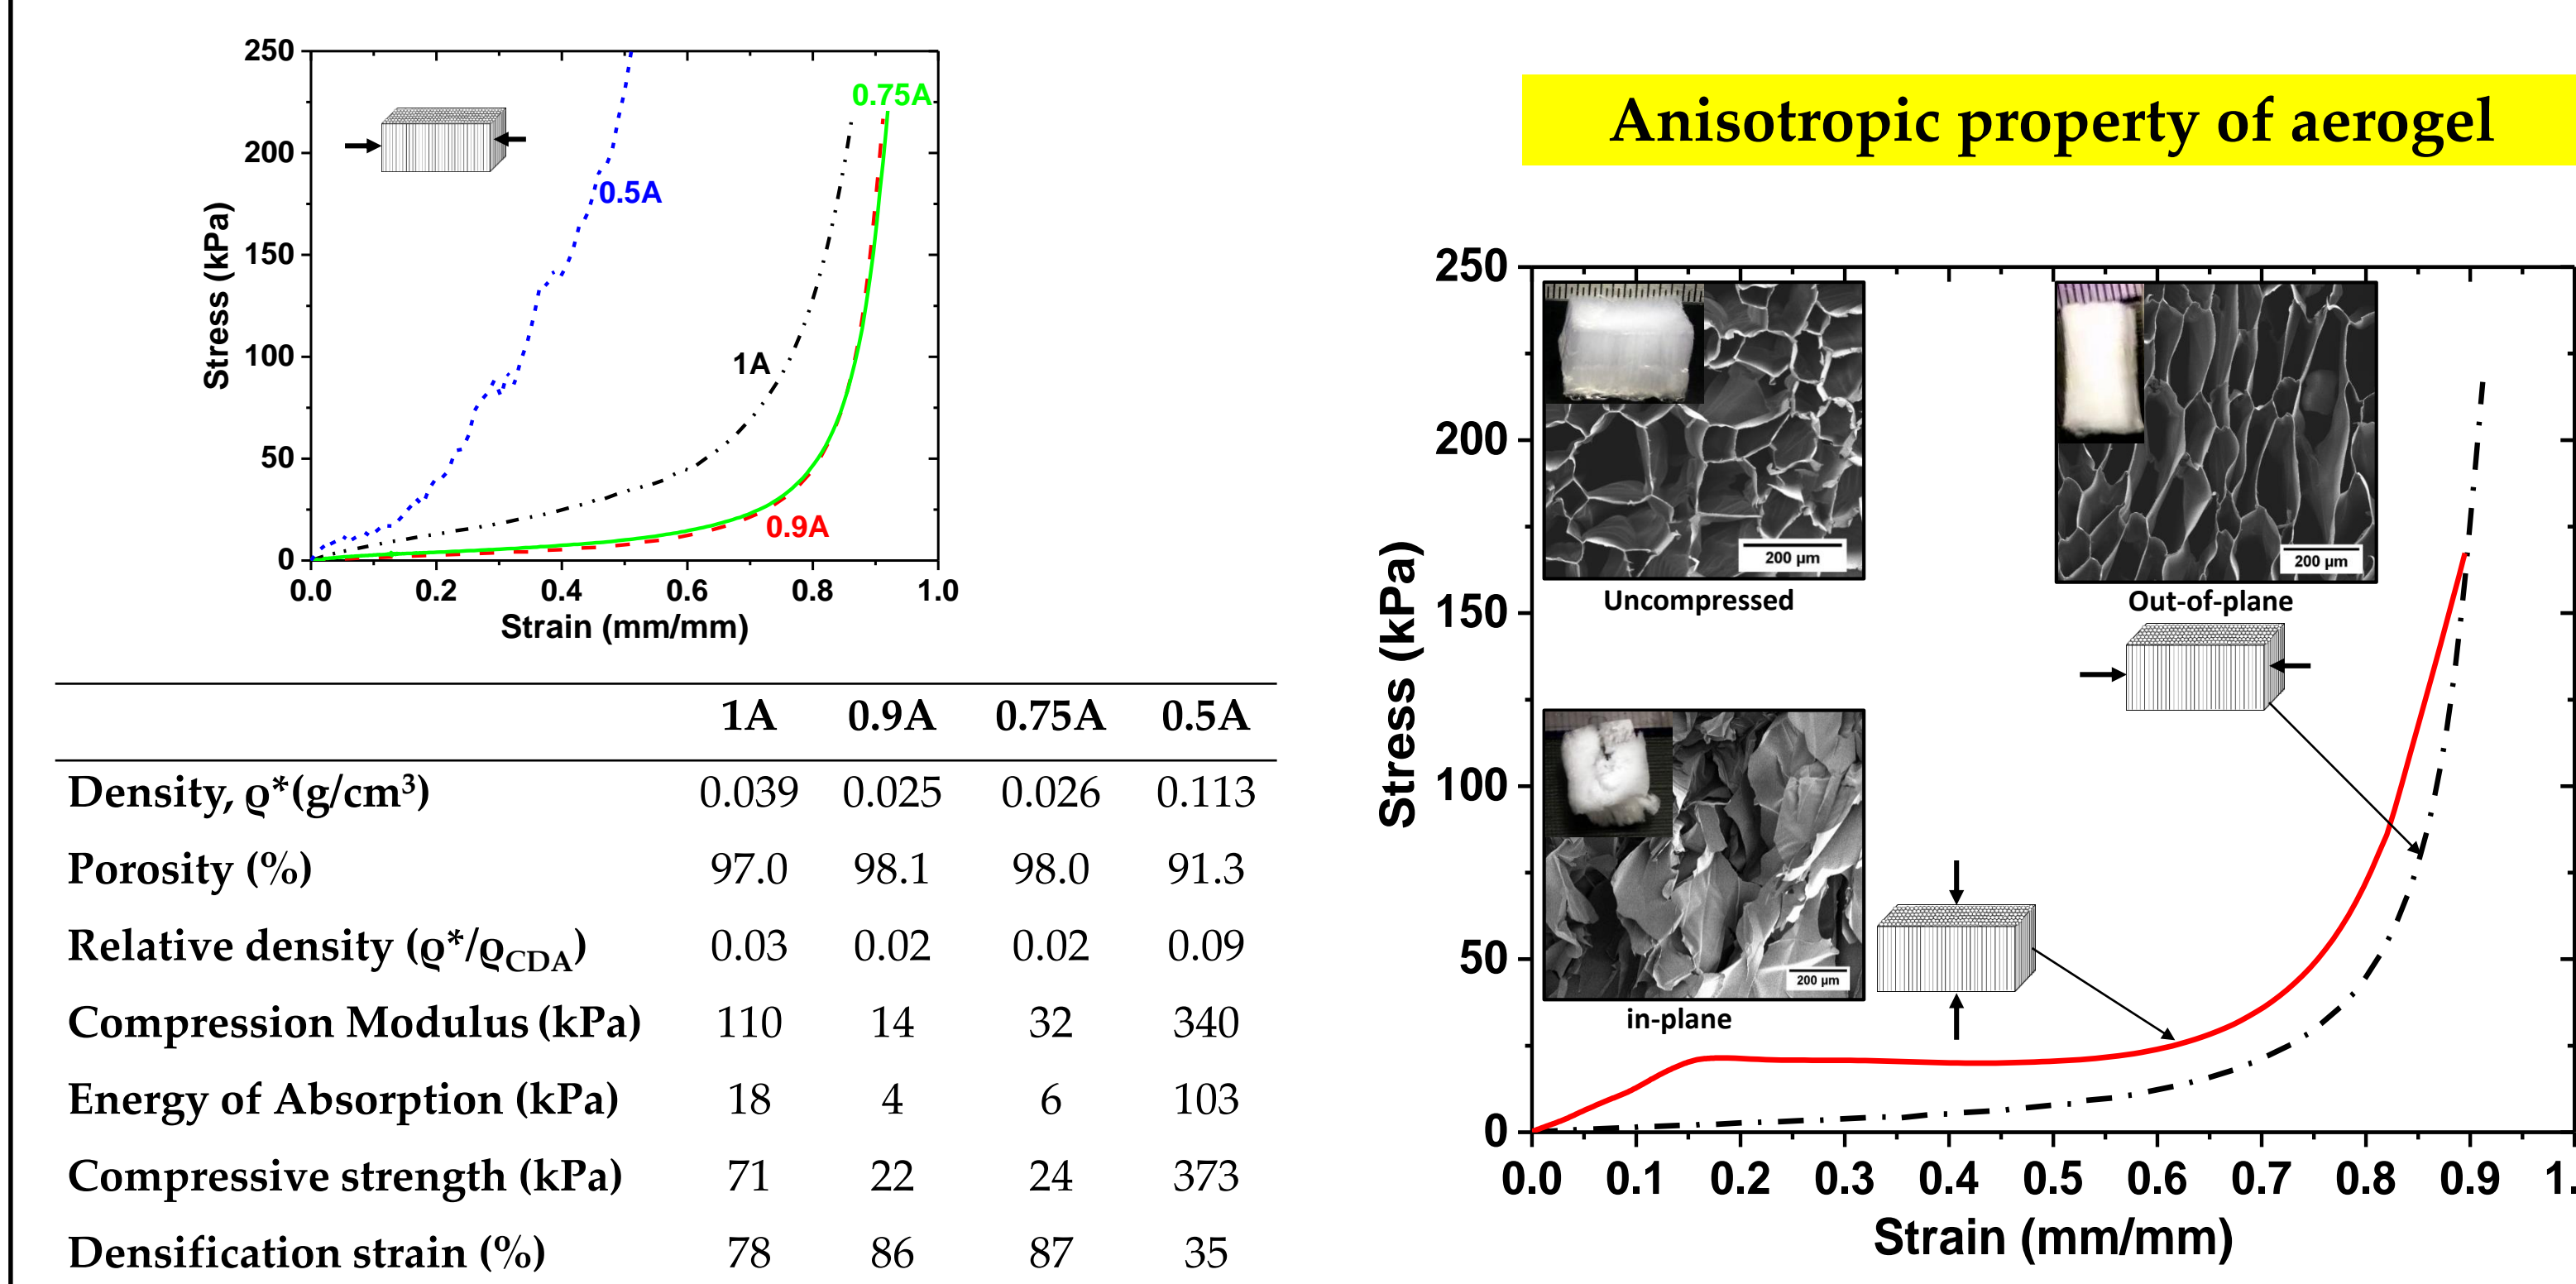 250
200
150
100
50
0
0.0 0.2 0.4 0.6 0.8 1.0
Stress (kPa)
Strain (mm/mm)
0.75A
0.5A
1A
0.9A
1A 0.9A 0.75A 0.5A
Density, ϱ*(g/cm³) 0.039 0.025 0.026 0.113
Porosity (%) 97.0 98.1 98.0 91.3
Relative density (ϱ*/ϱCDA) 0.03 0.02 0.02 0.09
Compression Modulus (kPa) 110 14 32 340
Energy of Absorption (kPa) 18 4 6 103
Compressive strength (kPa) 71 22 24 373
Densification strain (%) 78 86 87 35
Anisotropic property of aerogel
250
200
150
100
50
0
Stress (kPa)
200 μm
Uncompressed
200 μm
Out-of-plane
200 μm
in-plane
0.0 0.1 0.2 0.3 0.4 0.5 0.6 0.7 0.8 0.9 1.
Strain (mm/mm)